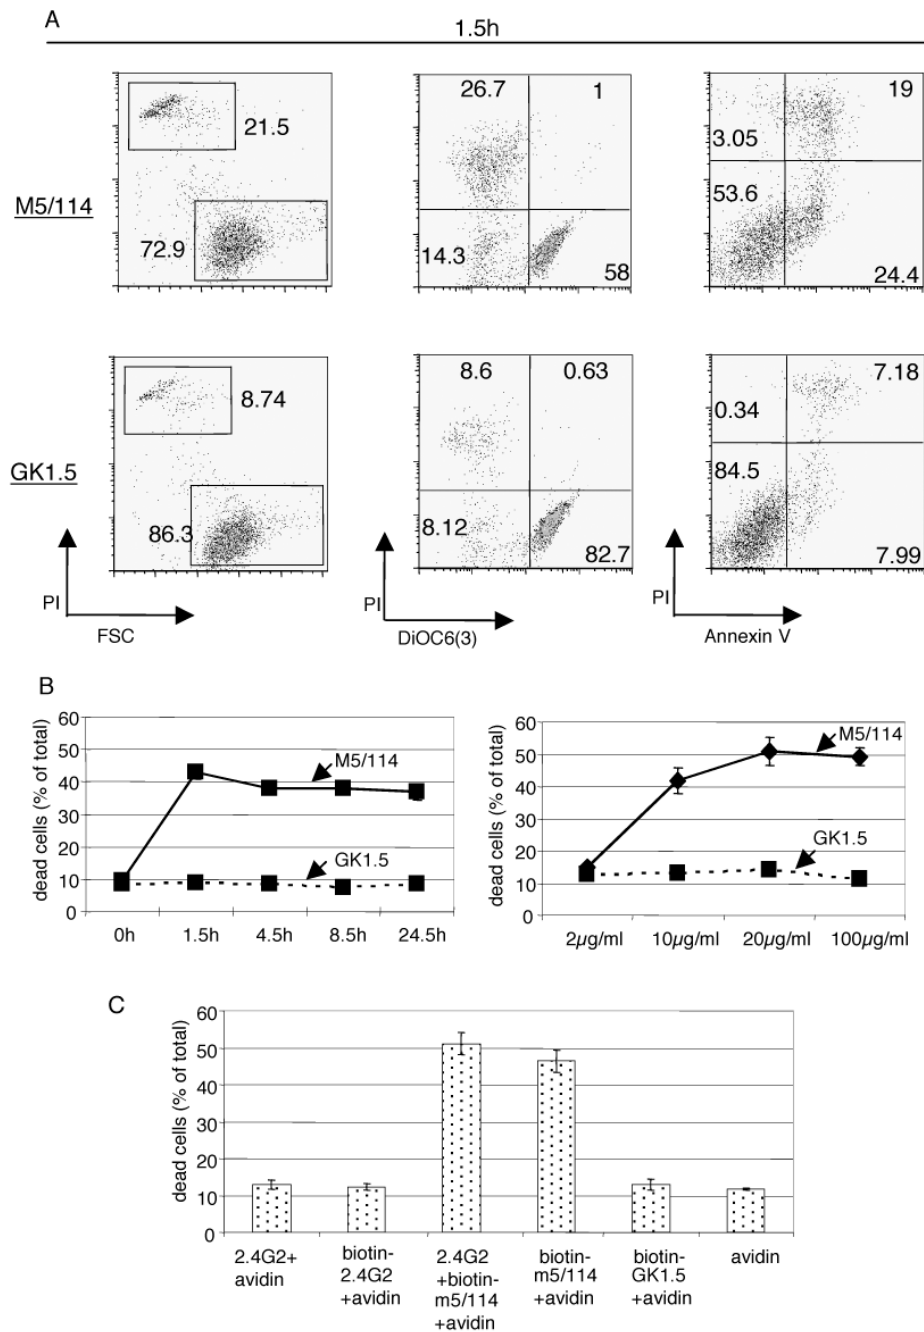 A
1.5h
M5/114
21.5
72.9
26.7
1
14.3
58
19
3.05
53.6
24.4
GK1.5
8.74
86.3
8.6
0.63
8.12
82.7
7.18
0.34
84.5
7.99
PI
FSC
PI
DiOC6(3)
PI
Annexin V
B
dead cells (% of total)
60
50
40
30
20
10
0
M5/114
GK1.5
0h
1.5h
4.5h
8.5h
24.5h
dead cells (% of total)
60
50
40
30
20
10
0
M5/114
GK1.5
2µg/ml
10µg/ml
20µg/ml
100µg/ml
C
dead cells (% of total)
60
50
40
30
20
10
0
2.4G2+
avidin
biotin-
2.4G2
+avidin
2.4G2
+biotin-
m5/114
+avidin
biotin-
m5/114
+avidin
biotin-
GK1.5
+avidin
avidin